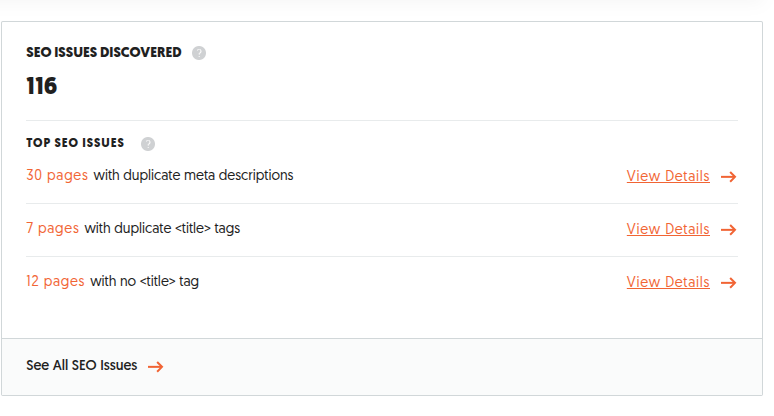 SEO ISSUES DISCOVERED ?
116
TOP SEO ISSUES ?
30 pages with duplicate meta descriptions View Details →
7 pages with duplicate <title> tags View Details →
12 pages with no <title> tag View Details →
See All SEO Issues →